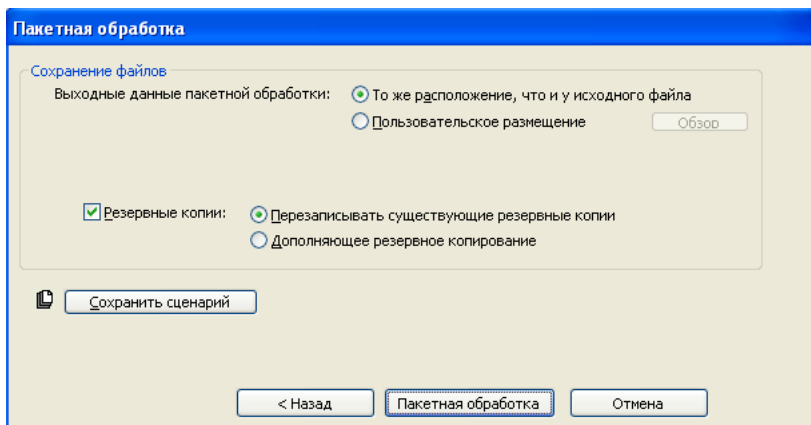 Пакетная обработка
Сохранение файлов
Выходные данные пакетной обработки:
То же расположение, что и у исходного файла
Пользовательское размещение
Обзор
Резервные копии:
Перезаписывать существующие резервные копии
Дополняющее резервное копирование
Сохранить сценарий
< Назад
Пакетная обработка
Отмена